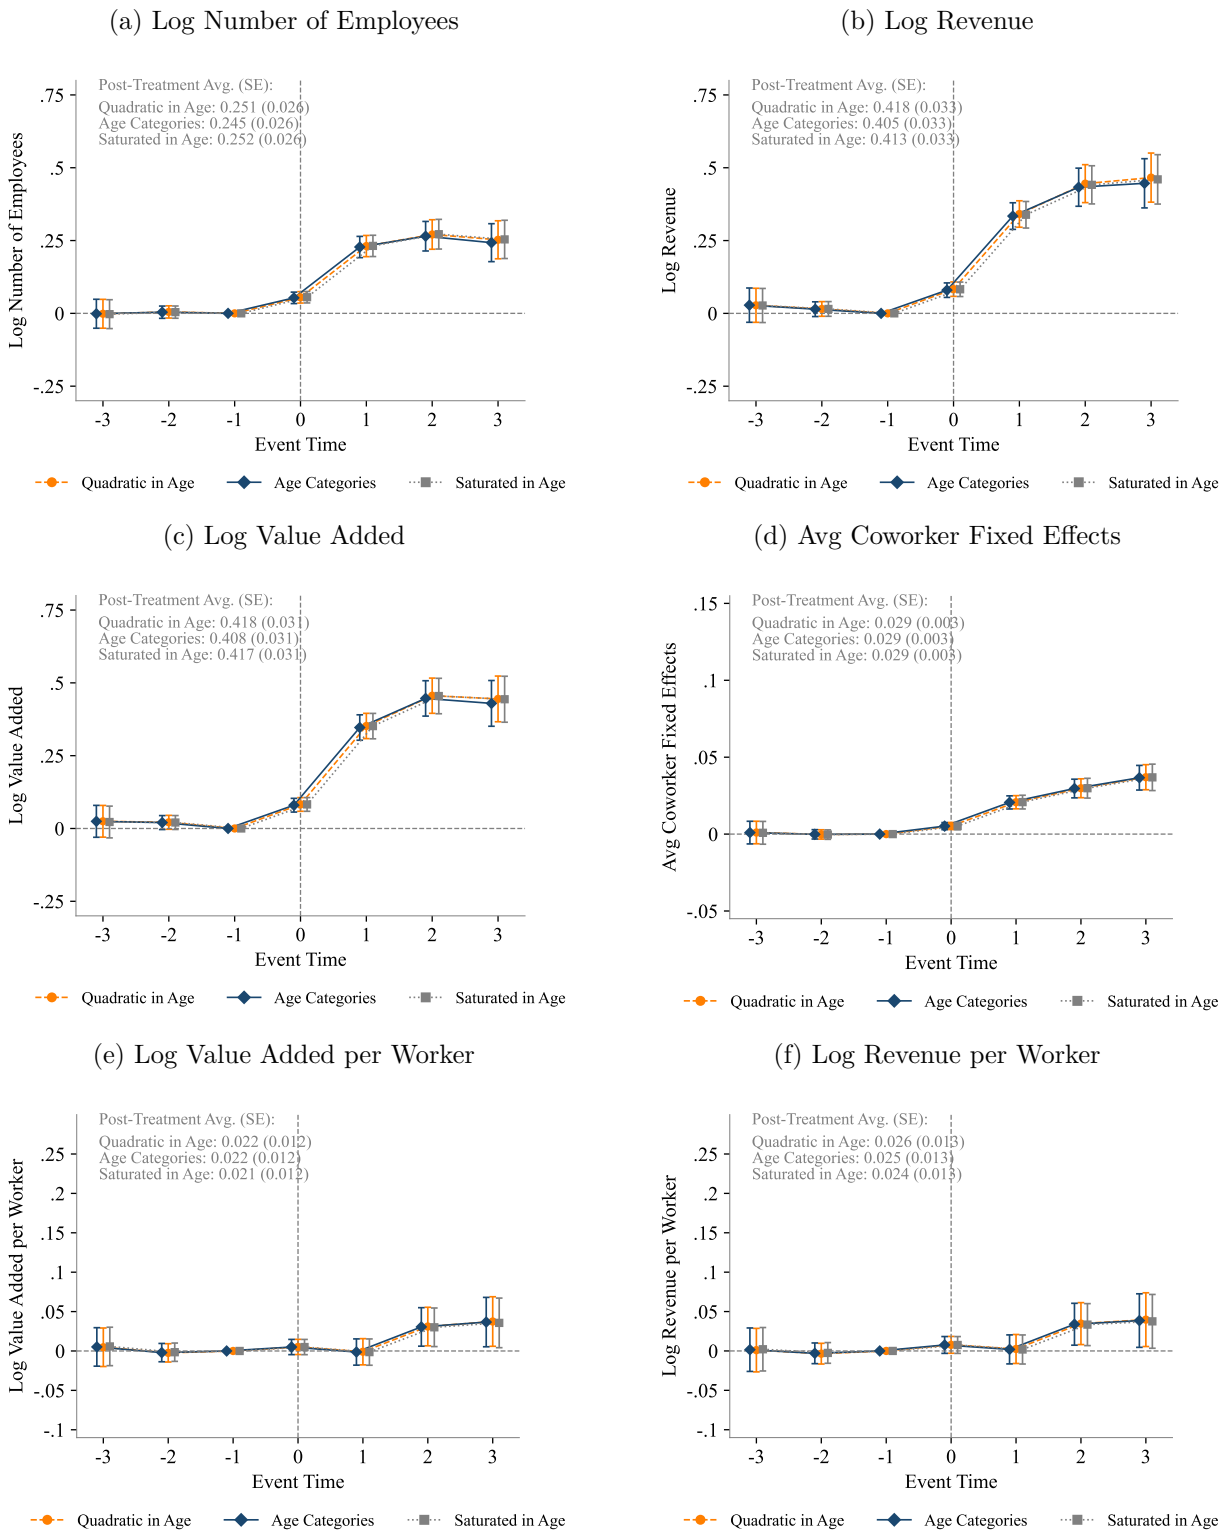 (a) Log Number of Employees
Post-Treatment Avg. (SE):
Quadratic in Age: 0.251 (0.026)
Age Categories: 0.245 (0.026)
Saturated in Age: 0.252 (0.026)
.75
.5
.25
0
-.25
Log Number of Employees
-3 -2 -1 0 1 2 3
Event Time
Quadratic in Age Age Categories Saturated in Age
(b) Log Revenue
Post-Treatment Avg. (SE):
Quadratic in Age: 0.418 (0.033)
Age Categories: 0.405 (0.033)
Saturated in Age: 0.413 (0.033)
.75
.5
.25
0
-.25
Log Revenue
-3 -2 -1 0 1 2 3
Event Time
Quadratic in Age Age Categories Saturated in Age
(c) Log Value Added
Post-Treatment Avg. (SE):
Quadratic in Age: 0.418 (0.031)
Age Categories: 0.408 (0.031)
Saturated in Age: 0.417 (0.031)
.75
.5
.25
0
-.25
Log Value Added
-3 -2 -1 0 1 2 3
Event Time
Quadratic in Age Age Categories Saturated in Age
(d) Avg Coworker Fixed Effects
Post-Treatment Avg. (SE):
Quadratic in Age: 0.029 (0.003)
Age Categories: 0.029 (0.003)
Saturated in Age: 0.029 (0.003)
.15
.1
.05
0
-.05
Avg Coworker Fixed Effects
-3 -2 -1 0 1 2 3
Event Time
Quadratic in Age Age Categories Saturated in Age
(e) Log Value Added per Worker
Post-Treatment Avg. (SE):
Quadratic in Age: 0.022 (0.012)
Age Categories: 0.022 (0.012)
Saturated in Age: 0.021 (0.012)
.25
.2
.15
.1
.05
0
-.05
-.1
Log Value Added per Worker
-3 -2 -1 0 1 2 3
Event Time
Quadratic in Age Age Categories Saturated in Age
(f) Log Revenue per Worker
Post-Treatment Avg. (SE):
Quadratic in Age: 0.026 (0.013)
Age Categories: 0.025 (0.013)
Saturated in Age: 0.024 (0.013)
.25
.2
.15
.1
.05
0
-.05
-.1
Log Revenue per Worker
-3 -2 -1 0 1 2 3
Event Time
Quadratic in Age Age Categories Saturated in Age